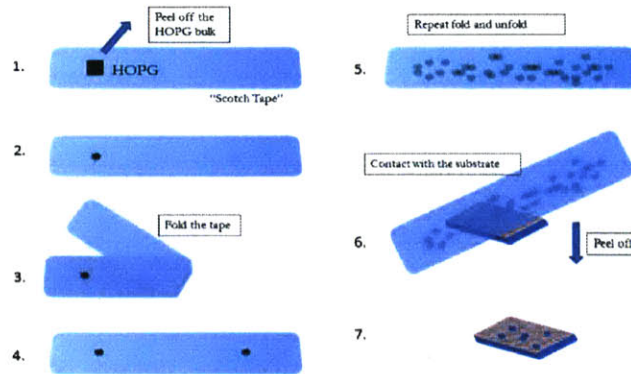 Peel off the
HOPG bulk
1.
HOPG
"Scotch Tape"
2.
Fold the tape
3.
4.
Repeat fold and unfold
5.
Contact with the substrate
6.
Peel off
7.